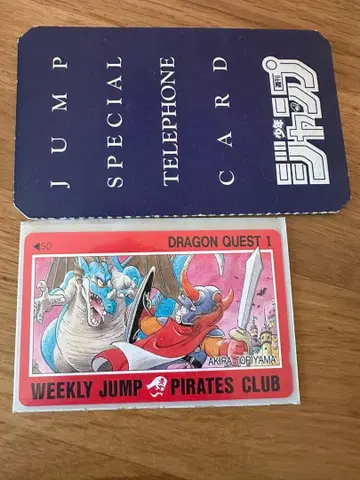 JUMP
SPECIAL
TELEPHONE
CARD
週刊
少年
ジャンプ
◀50
DRAGON QUEST I
AKIRA TORIYAMA
WEEKLY JUMP PIRATES CLUB